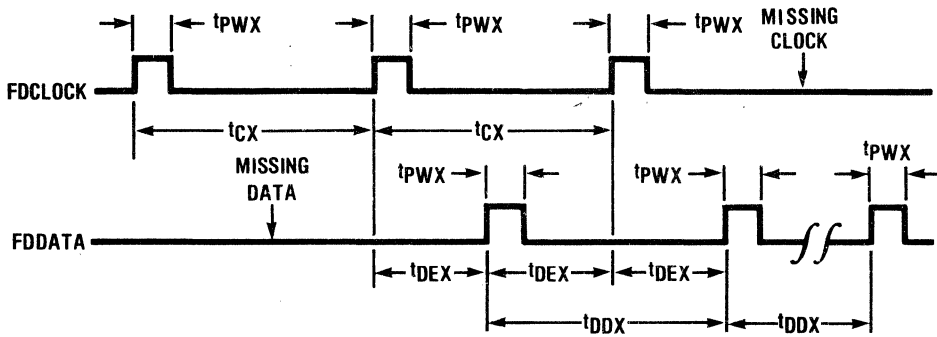 tPWX tPWX tPWX MISSING
CLOCK
FDCLOCK
tCX tCX
MISSING
DATA
tPWX tPWX tPWX
FDDATA
tDEX tDEX tDEX
tDDX tDDX